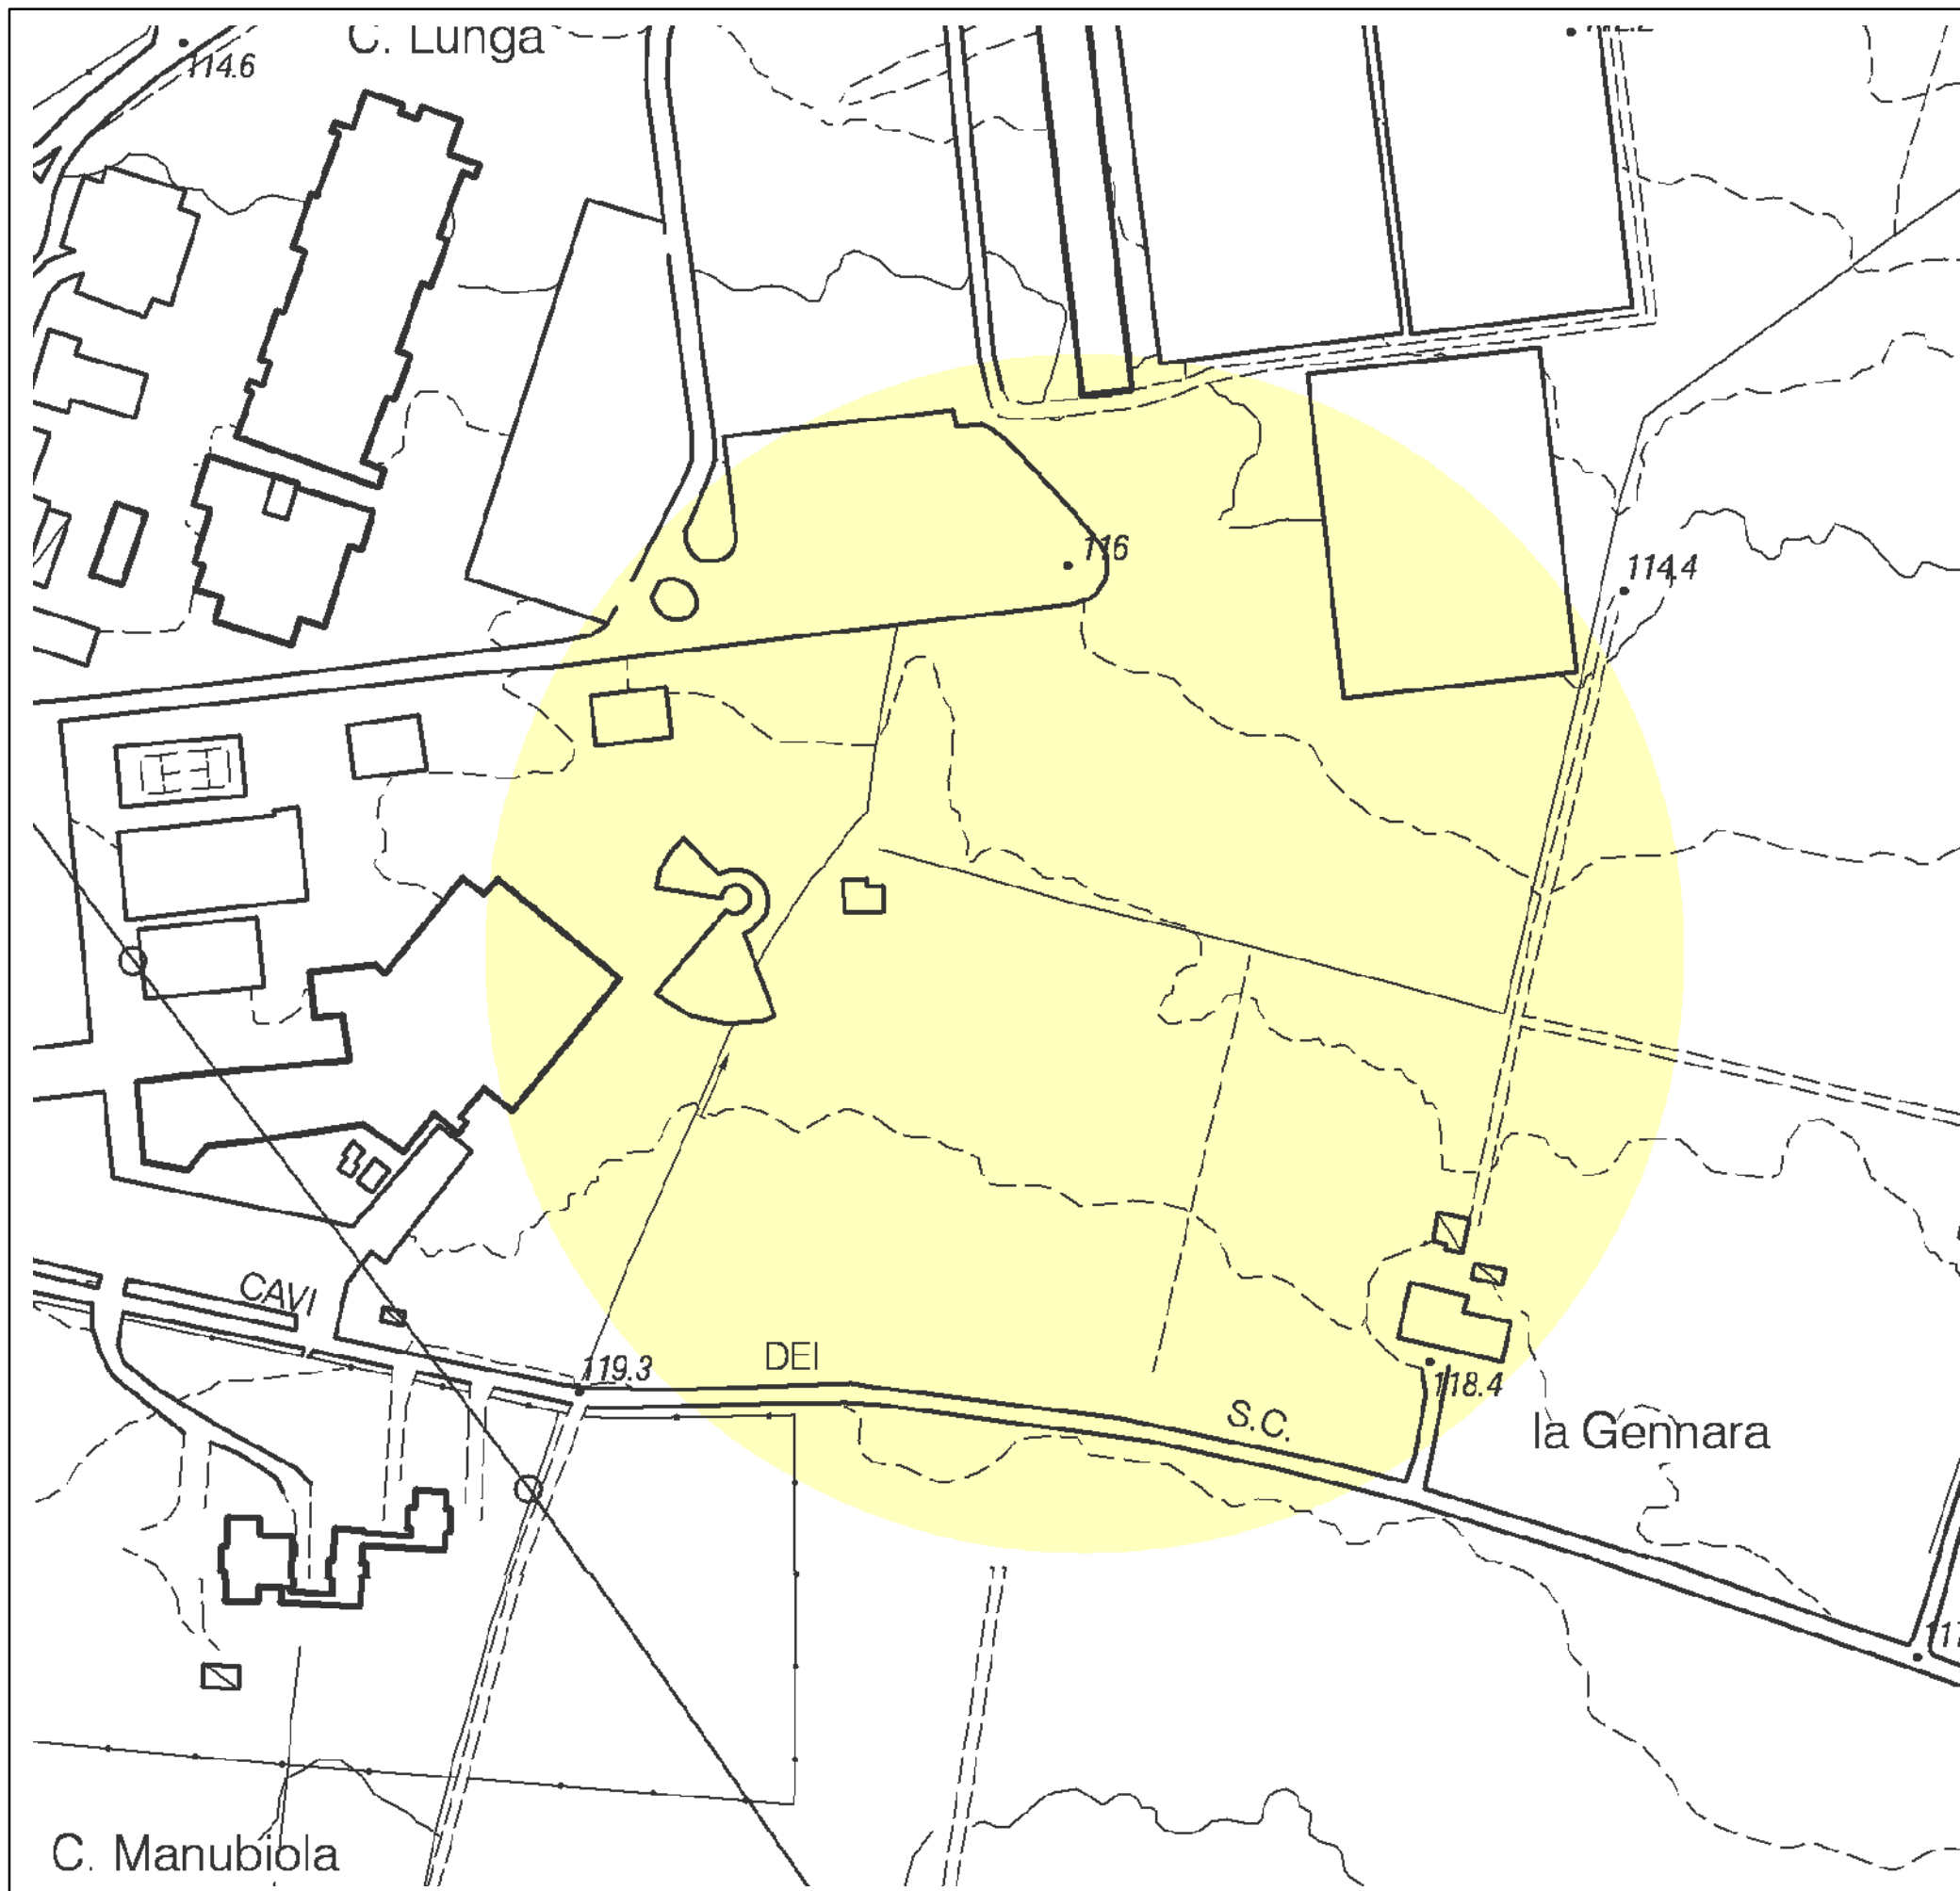 C. Lunga
114.6
116
114.4
CAVI
119.3
DEI
118.4
S.C.
la Gennara
C. Manubiola